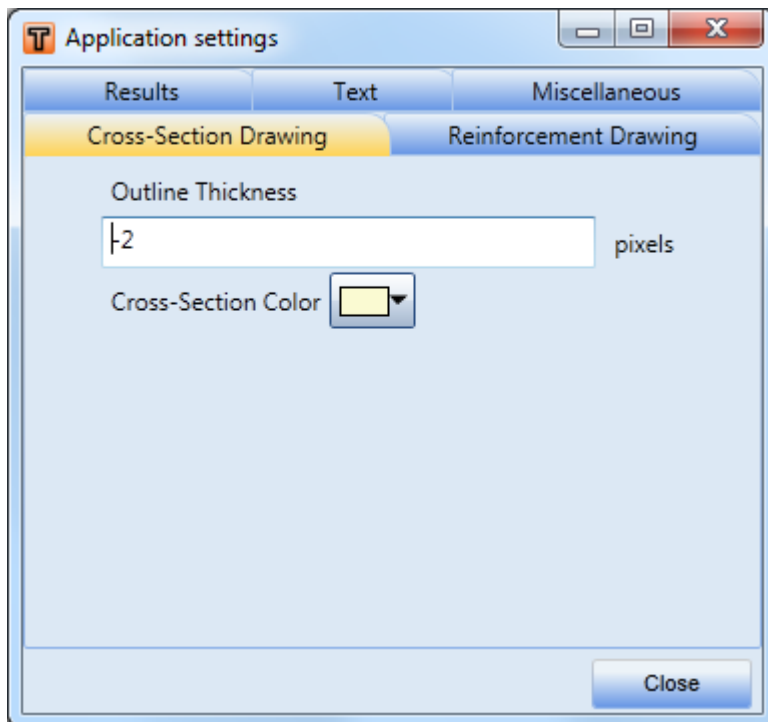 Application settings
Results Text Miscellaneous
Cross-Section Drawing Reinforcement Drawing
Outline Thickness
-2 pixels
Cross-Section Color
Close